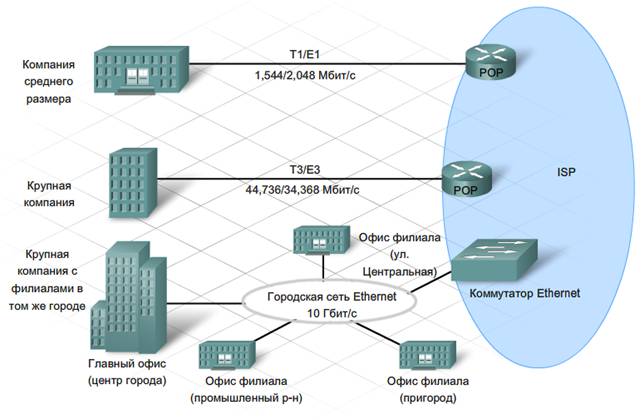 Компания
среднего
размера
T1/E1
1,544/2,048 Мбит/с
POP
ISP
Крупная
компания
T3/E3
44,736/34,368 Мбит/с
POP
Крупная
компания с
филиалами в
том же городе
Офис филиала
(ул.
Центральная)
Городская сеть Ethernet
10 Гбит/с
Коммутатор Ethernet
Главный офис
(центр города)
Офис филиала
(промышленный р-н)
Офис филиала
(пригород)